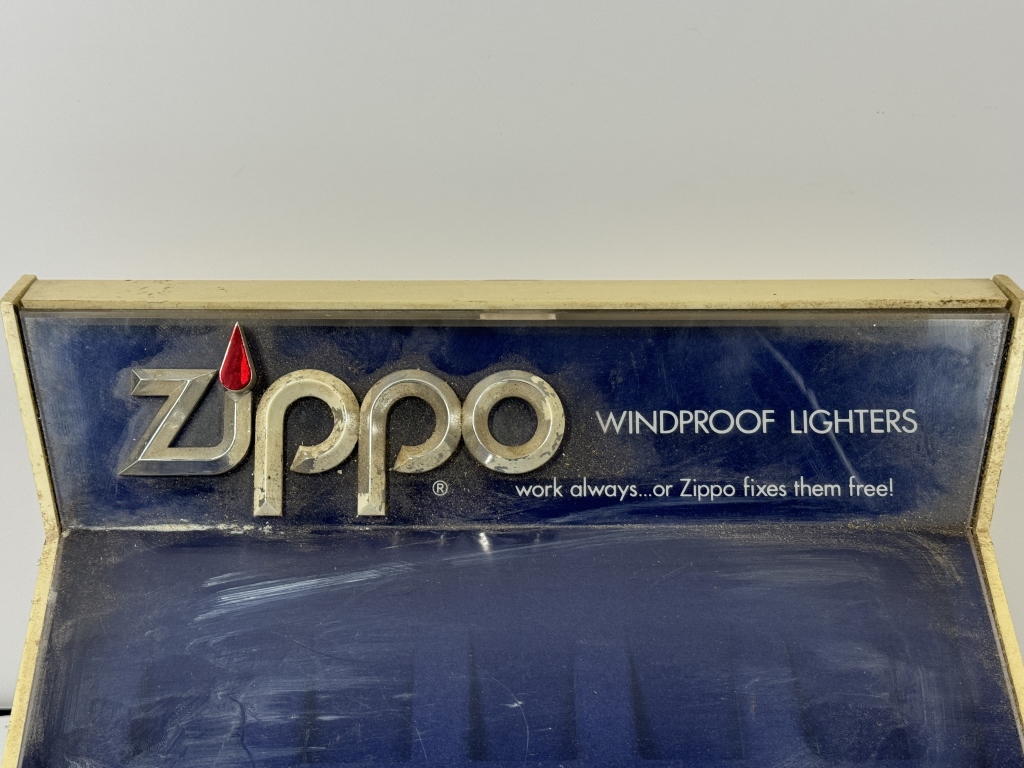 Zippo ®
WINDPROOF LIGHTERS
work always...or Zippo fixes them free!